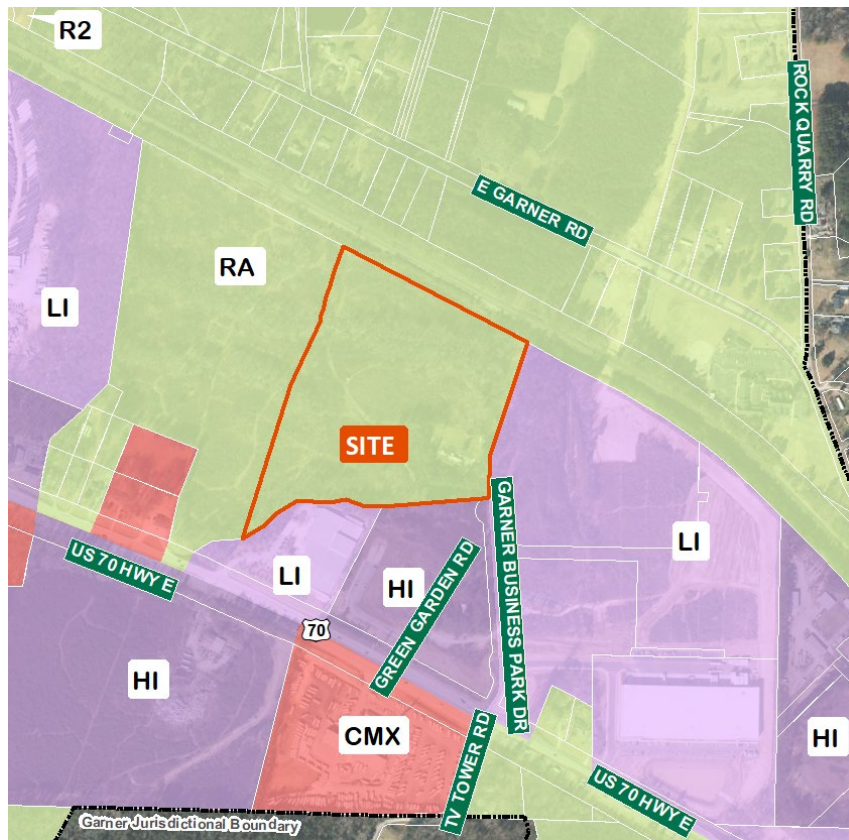 R2
ROCK QUARRY RD
E GARNER RD
RA
LI
SITE
GARNER BUSINESS PARK DR
LI
US 70 HWY E
LI
HI
GREEN GARDEN RD
70
HI
CMX
TV TOWER RD
HI
US 70 HWY E
Garner Jurisdictional Boundary